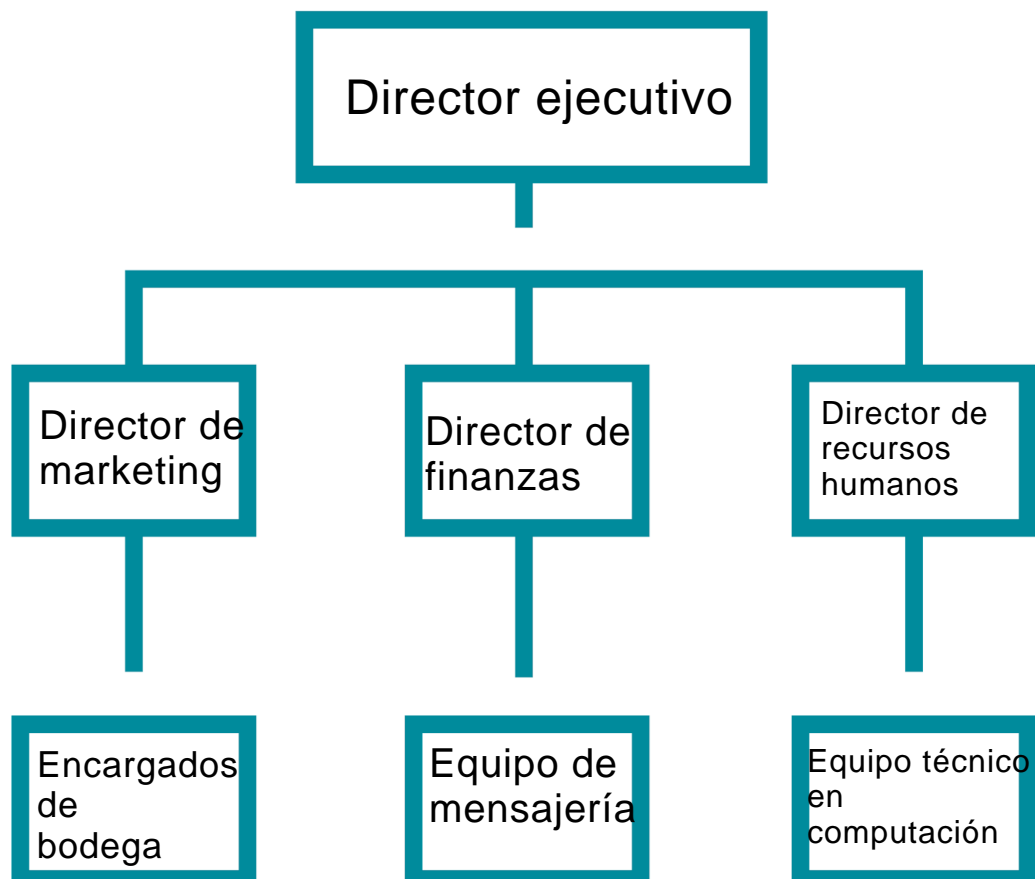 Director ejecutivo
Director de
marketing
Director de
finanzas
Director de
recursos
humanos
Encargados
de
bodega
Equipo de
mensajería
Equipo técnico
en
computación